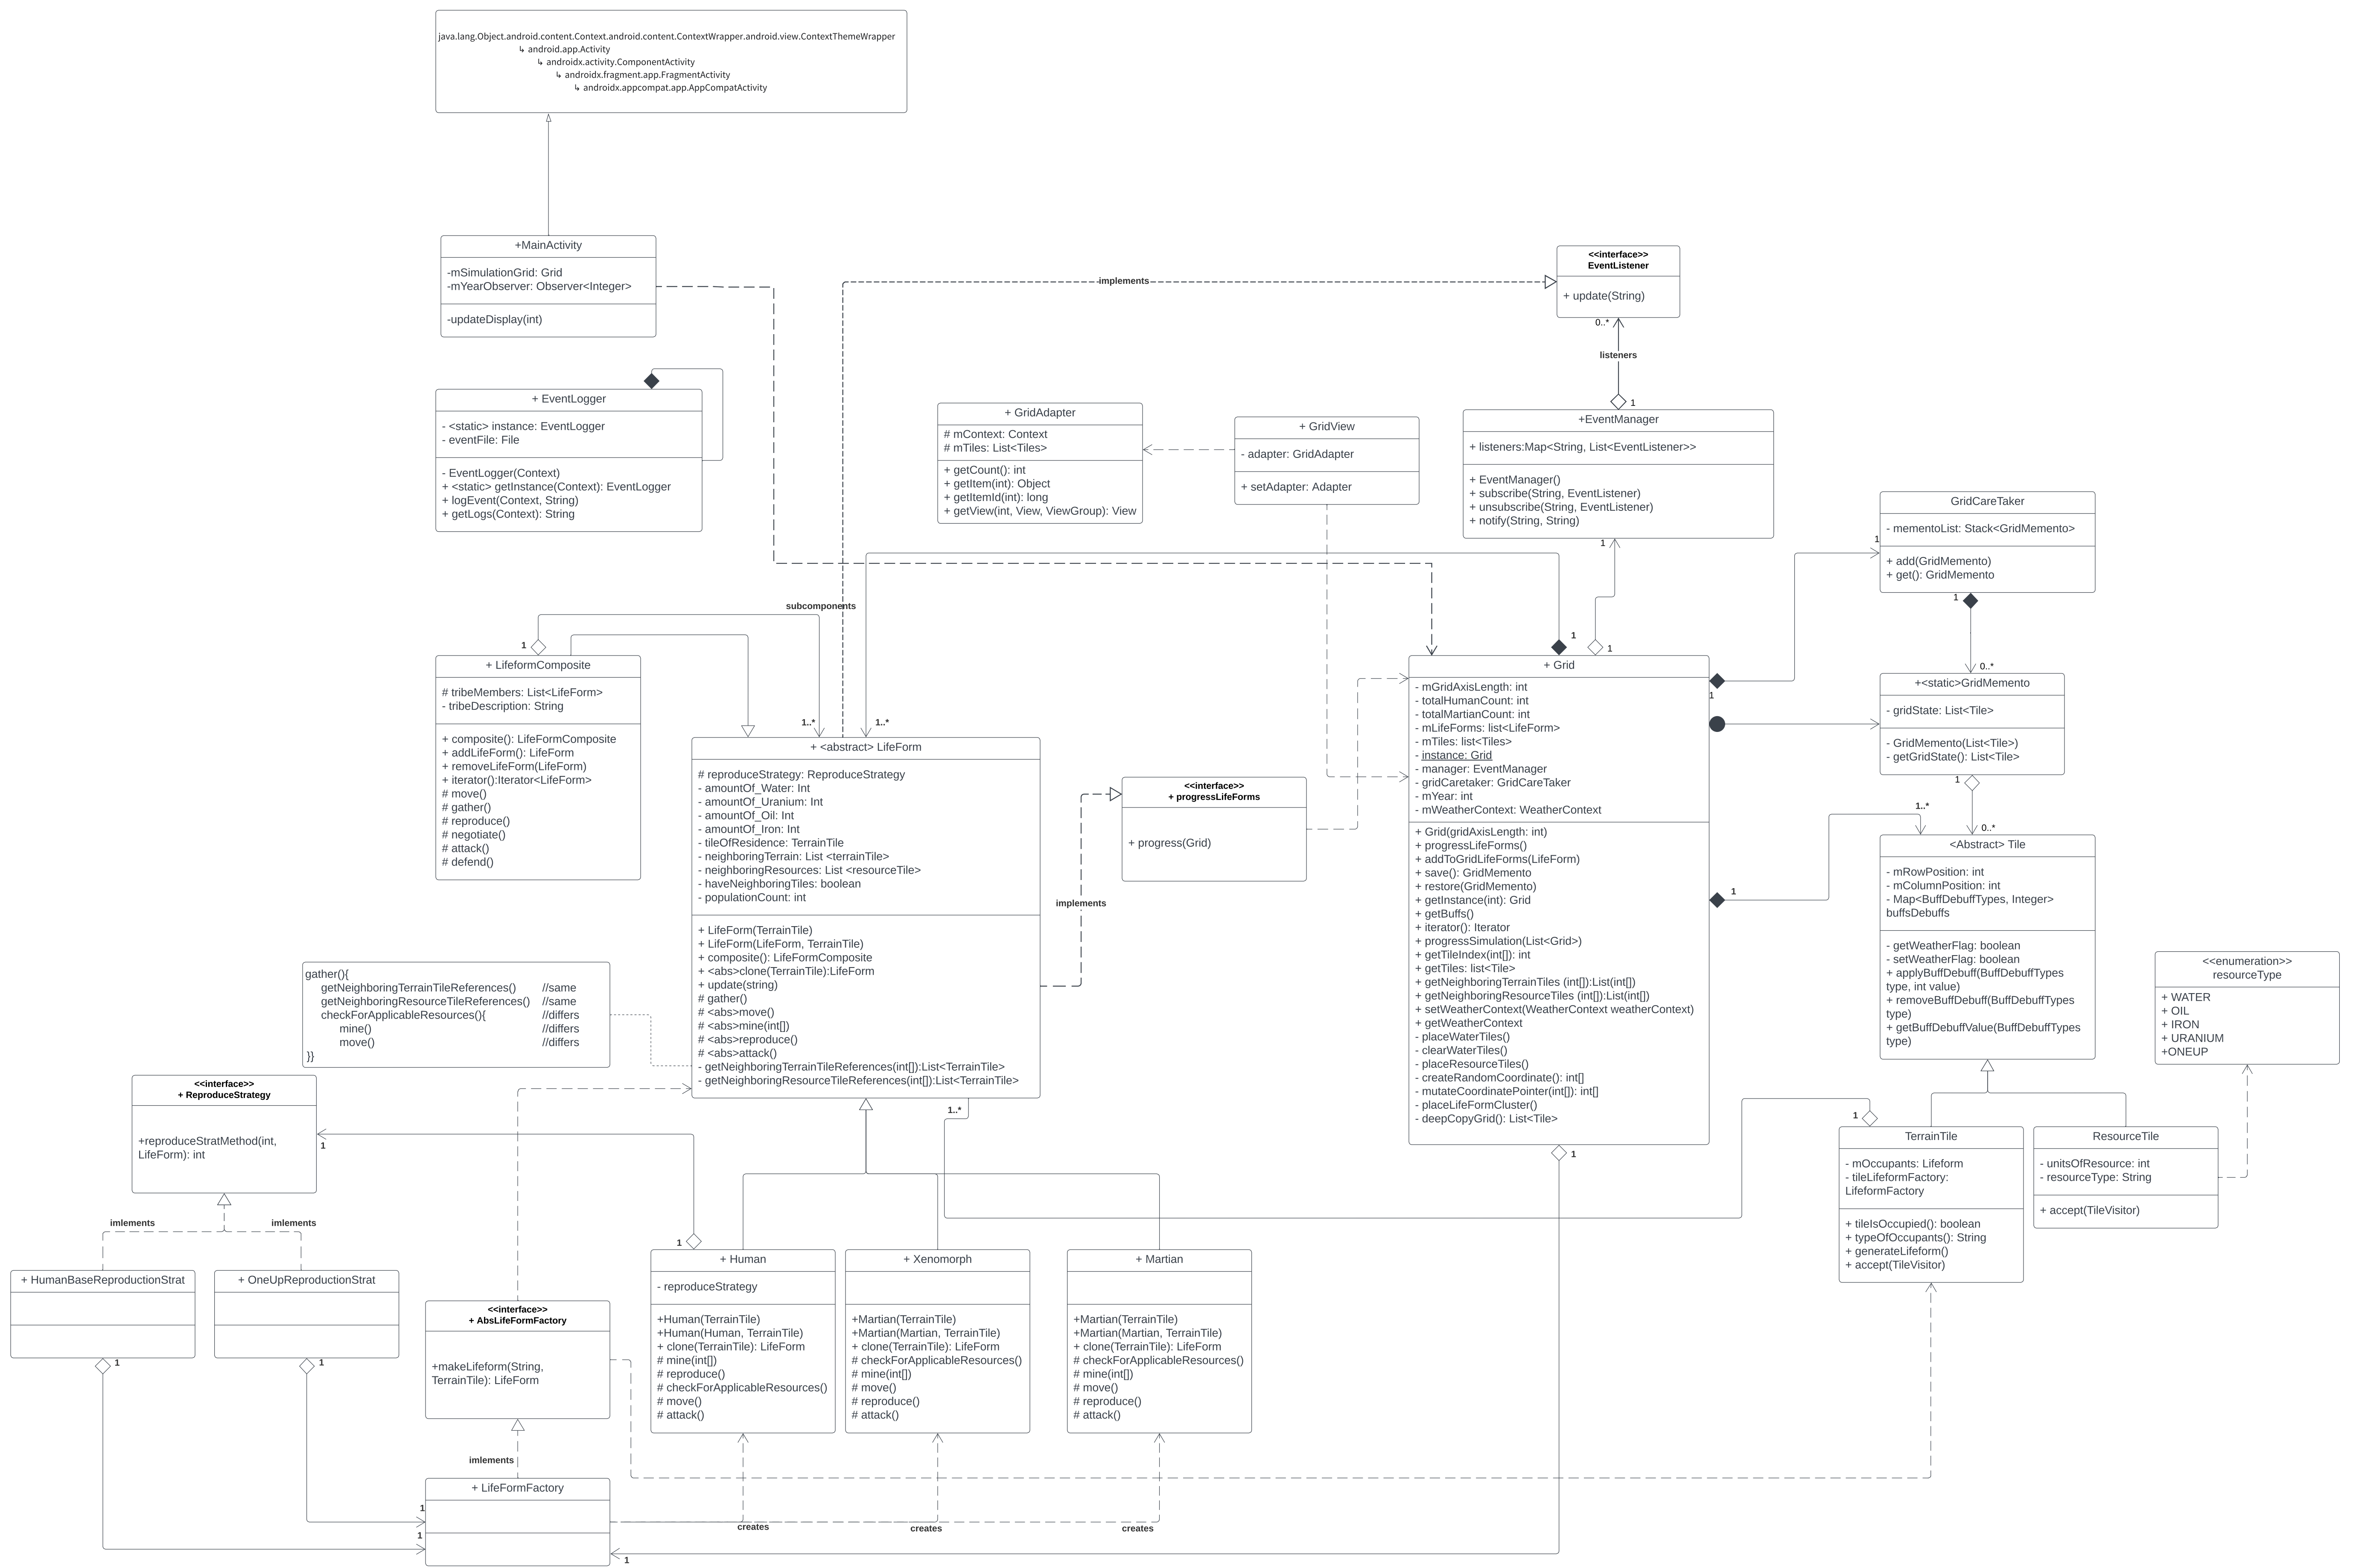 java.lang.Object.android.content.Context.android.content.ContextWrapper.android.view.ContextThemeWrapper
↳ android.app.Activity
↳ androidx.activity.ComponentActivity
↳ androidx.fragment.app.FragmentActivity
↳ androidx.appcompat.app.AppCompatActivity
+MainActivity
-mSimulationGrid: Grid
-mYearObserver: Observer<Integer>
-updateDisplay(int)
implements
<<interface>>
EventListener
+ update(String)
0..*
listeners
1
+ EventLogger
- <static> instance: EventLogger
- eventFile: File
- EventLogger(Context)
+ <static> getInstance(Context): EventLogger
+ logEvent(Context, String)
+ getLogs(Context): String
+ GridAdapter
# mContext: Context
# mTiles: List<Tiles>
+ getCount(): int
+ getItem(int): Object
+ getItemId(int): long
+ getView(int, View, ViewGroup): View
+ GridView
- adapter: GridAdapter
+ setAdapter: Adapter
+EventManager
+ listeners:Map<String, List<EventListener>>
+ EventManager()
+ subscribe(String, EventListener)
+ unsubscribe(String, EventListener)
+ notify(String, String)
1
GridCareTaker
- mementoList: Stack<GridMemento>
+ add(GridMemento)
+ get(): GridMemento
1
1
0..*
subcomponents
1
+ LifeformComposite
# tribeMembers: List<LifeForm>
- tribeDescription: String
+ composite(): LifeFormComposite
+ addLifeForm(): LifeForm
+ removeLifeForm(LifeForm)
+ iterator():Iterator<LifeForm>
# move()
# gather()
# reproduce()
# negotiate()
# attack()
# defend()
1..*
1..*
+ <abstract> LifeForm
# reproduceStrategy: ReproduceStrategy
- amountOf_Water: Int
- amountOf_Uranium: Int
- amountOf_Oil: Int
- amountOf_Iron: Int
- tileOfResidence: TerrainTile
- neighboringTerrain: List <terrainTile>
- neighboringResources: List <resourceTile>
- haveNeighboringTiles: boolean
- populationCount: int
+ LifeForm(TerrainTile)
+ LifeForm(LifeForm, TerrainTile)
+ composite(): LifeFormComposite
+ <abs>clone(TerrainTile):LifeForm
+ update(string)
# gather()
# <abs>move()
# <abs>mine(int[])
# <abs>reproduce()
# <abs>attack()
- getNeighboringTerrainTileReferences(int[]):List<TerrainTile>
- getNeighboringResourceTileReferences(int[]):List<TerrainTile>
1..*
implements
<<interface>>
+ progressLifeForms
+ progress(Grid)
1
1
+ Grid
- mGridAxisLength: int
- totalHumanCount: int
- totalMartianCount: int
- mLifeForms: list<LifeForm>
- mTiles: list<Tiles>
- instance: Grid
- manager: EventManager
- gridCaretaker: GridCareTaker
- mYear: int
- mWeatherContext: WeatherContext
+ Grid(gridAxisLength: int)
+ progressLifeForms()
+ addToGridLifeForms(LifeForm)
+ save(): GridMemento
+ restore(GridMemento)
+ getInstance(int): Grid
+ getBuffs()
+ iterator(): Iterator
+ progressSimulation(List<Grid>)
+ getTileIndex(int[]): int
+ getTiles: list<Tile>
+ getNeighboringTerrainTiles (int[]):List(int[])
+ getNeighboringResourceTiles (int[]):List(int[])
+ setWeatherContext(WeatherContext weatherContext)
+ getWeatherContext
- placeWaterTiles()
- clearWaterTiles()
- placeResourceTiles()
- createRandomCoordinate(): int[]
- mutateCoordinatePointer(int[]): int[]
- placeLifeFormCluster()
- deepCopyGrid(): List<Tile>
1
1
1
+<static>GridMemento
- gridState: List<Tile>
- GridMemento(List<Tile>)
- getGridState(): List<Tile>
1
0..*
1..*
<Abstract> Tile
- mRowPosition: int
- mColumnPosition: int
- Map<BuffDebuffTypes, Integer>
buffsDebuffs
- getWeatherFlag: boolean
- setWeatherFlag: boolean
+ applyBuffDebuff(BuffDebuffTypes
type, int value)
+ removeBuffDebuff(BuffDebuffTypes
type)
+ getBuffDebuffValue(BuffDebuffTypes
type)
<<enumeration>>
resourceType
+ WATER
+ OIL
+ IRON
+ URANIUM
+ONEUP
gather(){
getNeighboringTerrainTileReferences() //same
getNeighboringResourceTileReferences() //same
checkForApplicableResources(){ //differs
mine() //differs
move() //differs
}}
<<interface>>
+ ReproduceStrategy
+reproduceStratMethod(int,
LifeForm): int
1
imlements
imlements
+ HumanBaseReproductionStrat
1
+ OneUpReproductionStrat
1
<<interface>>
+ AbsLifeFormFactory
+makeLifeform(String,
TerrainTile): LifeForm
imlements
+ LifeFormFactory
1
1
1
1
+ Human
- reproduceStrategy
+Human(TerrainTile)
+Human(Human, TerrainTile)
+ clone(TerrainTile): LifeForm
# mine(int[])
# reproduce()
# checkForApplicableResources()
# move()
# attack()
+ Xenomorph
+Martian(TerrainTile)
+Martian(Martian, TerrainTile)
+ clone(TerrainTile): LifeForm
# checkForApplicableResources()
# mine(int[])
# move()
# reproduce()
# attack()
+ Martian
+Martian(TerrainTile)
+Martian(Martian, TerrainTile)
+ clone(TerrainTile): LifeForm
# checkForApplicableResources()
# mine(int[])
# move()
# reproduce()
# attack()
creates
creates
creates
1
TerrainTile
- mOccupants: Lifeform
- tileLifeformFactory:
LifeformFactory
+ tileIsOccupied(): boolean
+ typeOfOccupants(): String
+ generateLifeform()
+ accept(TileVisitor)
ResourceTile
- unitsOfResource: int
- resourceType: String
+ accept(TileVisitor)